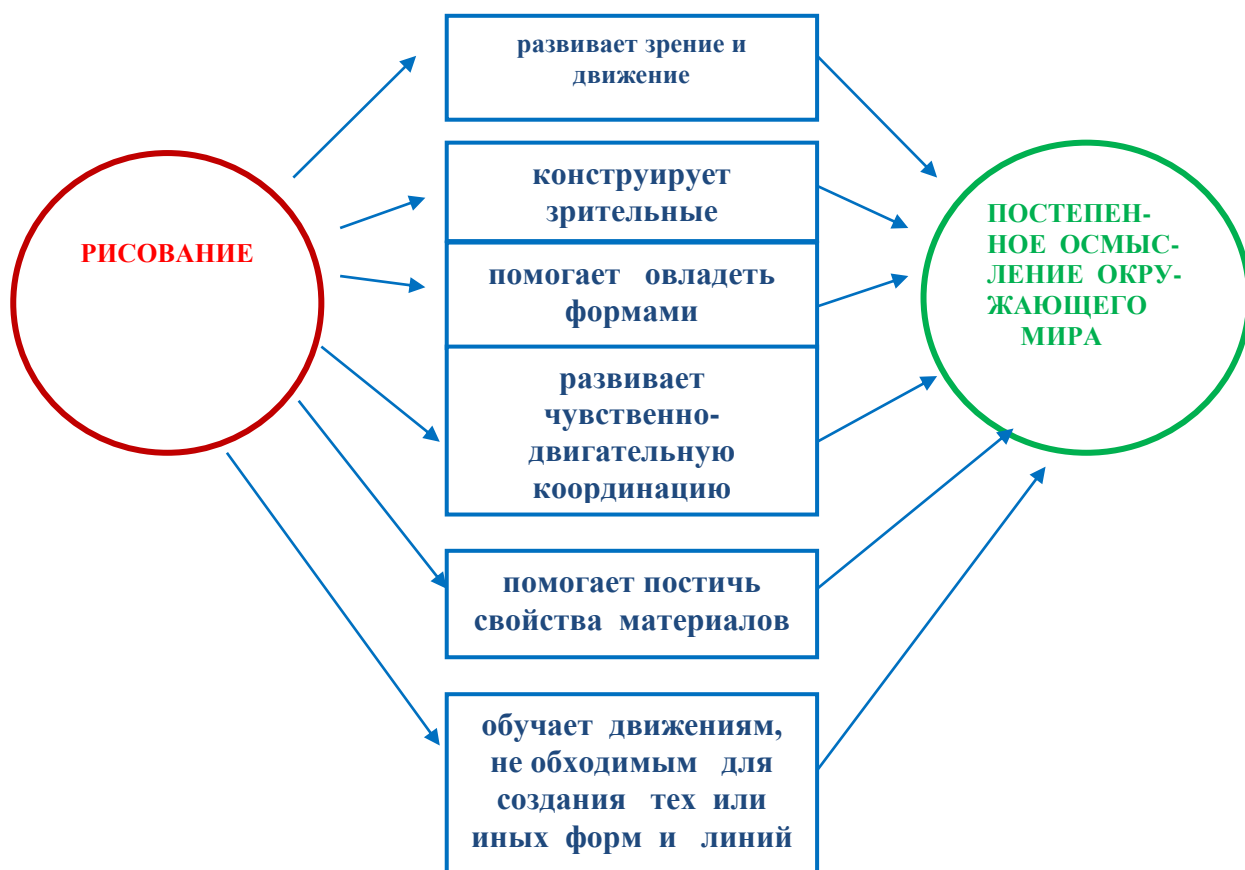 РИСОВАНИЕ
развивает зрение и
движение
конструирует
зрительные
помогает овладеть
формами
развивает
чувственно-
двигательную
координацию
помогает постичь
свойства материалов
обучает движениям,
не обходимым для
создания тех или
иных форм и линий
ПОСТЕПЕН-
НОЕ ОСМЫС-
ЛЕНИЕ ОКРУ-
ЖАЮЩЕГО
МИРА